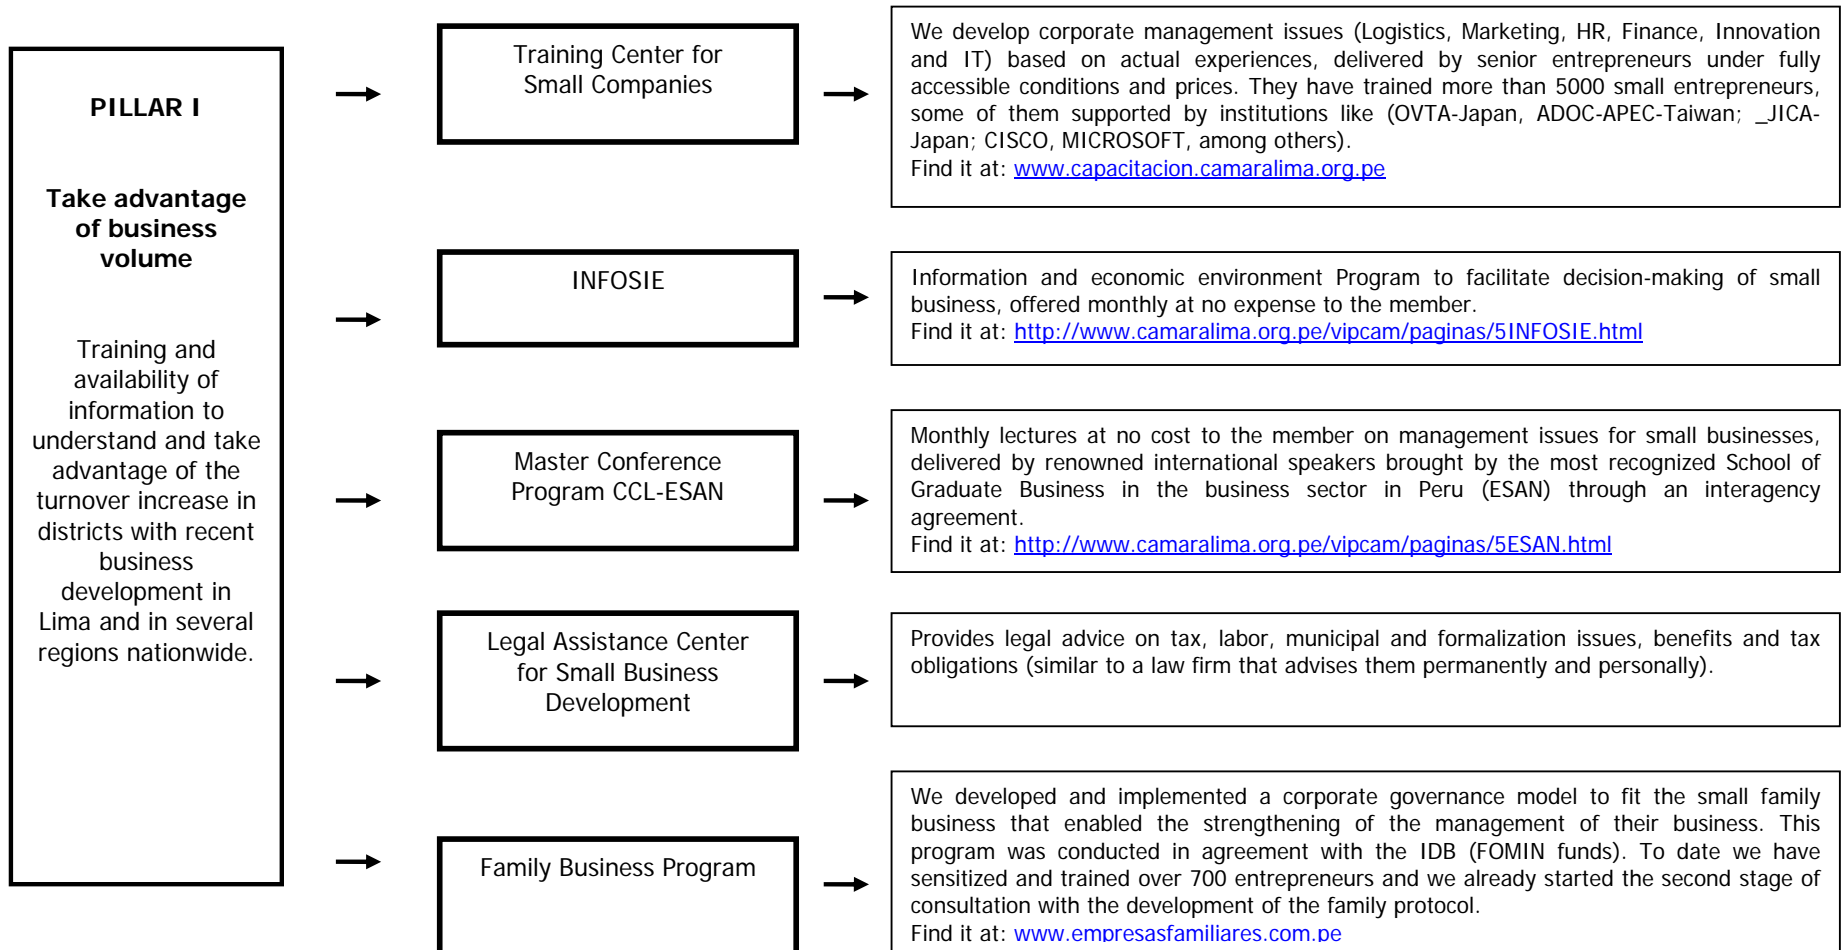 PILLAR I
Take advantage
of business
volume
Training and
availability of
information to
understand and take
advantage of the
turnover increase in
districts with recent
business
development in
Lima and in several
regions nationwide.
Training Center for
Small Companies
We develop corporate management issues (Logistics, Marketing, HR, Finance, Innovation
and IT) based on actual experiences, delivered by senior entrepreneurs under fully
accessible conditions and prices. They have trained more than 5000 small entrepreneurs,
some of them supported by institutions like (OVTA-Japan, ADOC-APEC-Taiwan; _JICA-
Japan; CISCO, MICROSOFT, among others).
Find it at: www.capacitacion.camaralima.org.pe
INFOSIE
Information and economic environment Program to facilitate decision-making of small
business, offered monthly at no expense to the member.
Find it at: http://www.camaralima.org.pe/vipcam/paginas/5INFOSIE.html
Master Conference
Program CCL-ESAN
Monthly lectures at no cost to the member on management issues for small businesses,
delivered by renowned international speakers brought by the most recognized School of
Graduate Business in the business sector in Peru (ESAN) through an interagency
agreement.
Find it at: http://www.camaralima.org.pe/vipcam/paginas/5ESAN.html
Legal Assistance Center
for Small Business
Development
Provides legal advice on tax, labor, municipal and formalization issues, benefits and tax
obligations (similar to a law firm that advises them permanently and personally).
Family Business Program
We developed and implemented a corporate governance model to fit the small family
business that enabled the strengthening of the management of their business. This
program was conducted in agreement with the IDB (FOMIN funds). To date we have
sensitized and trained over 700 entrepreneurs and we already started the second stage of
consultation with the development of the family protocol.
Find it at: www.empresasfamiliares.com.pe